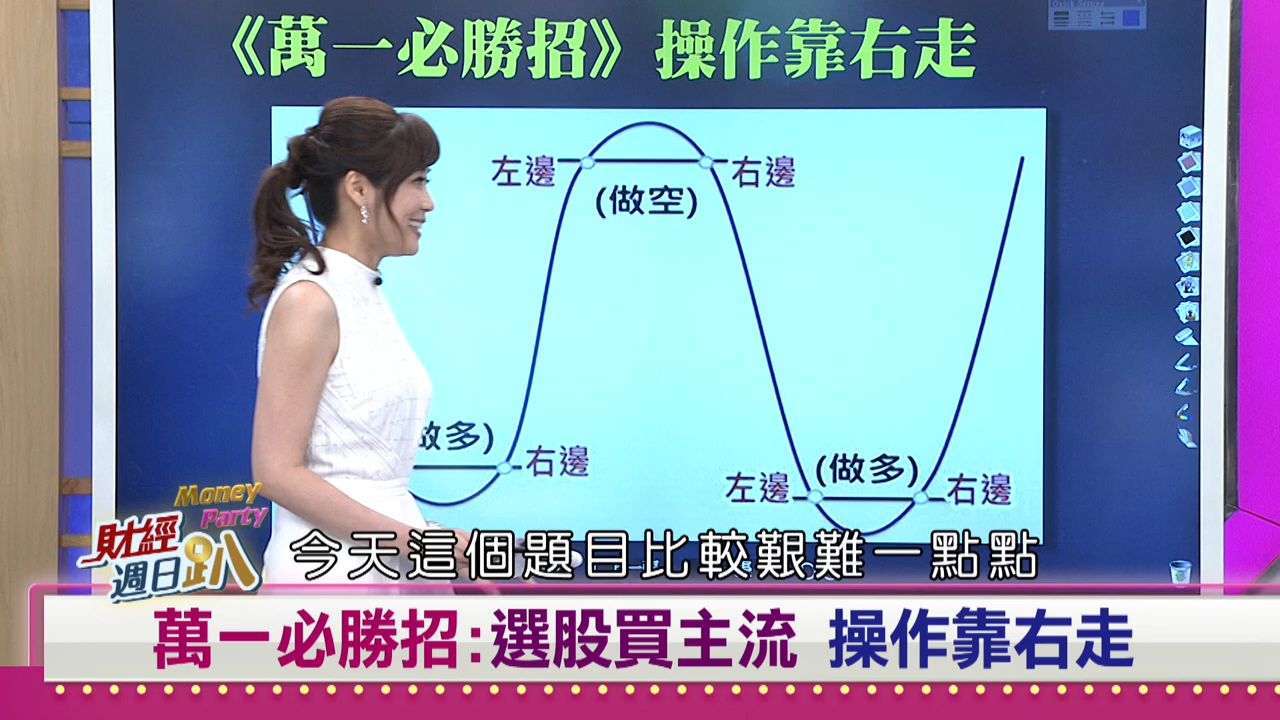 《萬一必勝招》操作靠右走
左邊
右邊
(做空)
做多)
右邊
(做多)
左邊
右邊
Money
Party
財經
週日趴
今天這個題目比較艱難一點點
萬一必勝招:選股買主流 操作靠右走